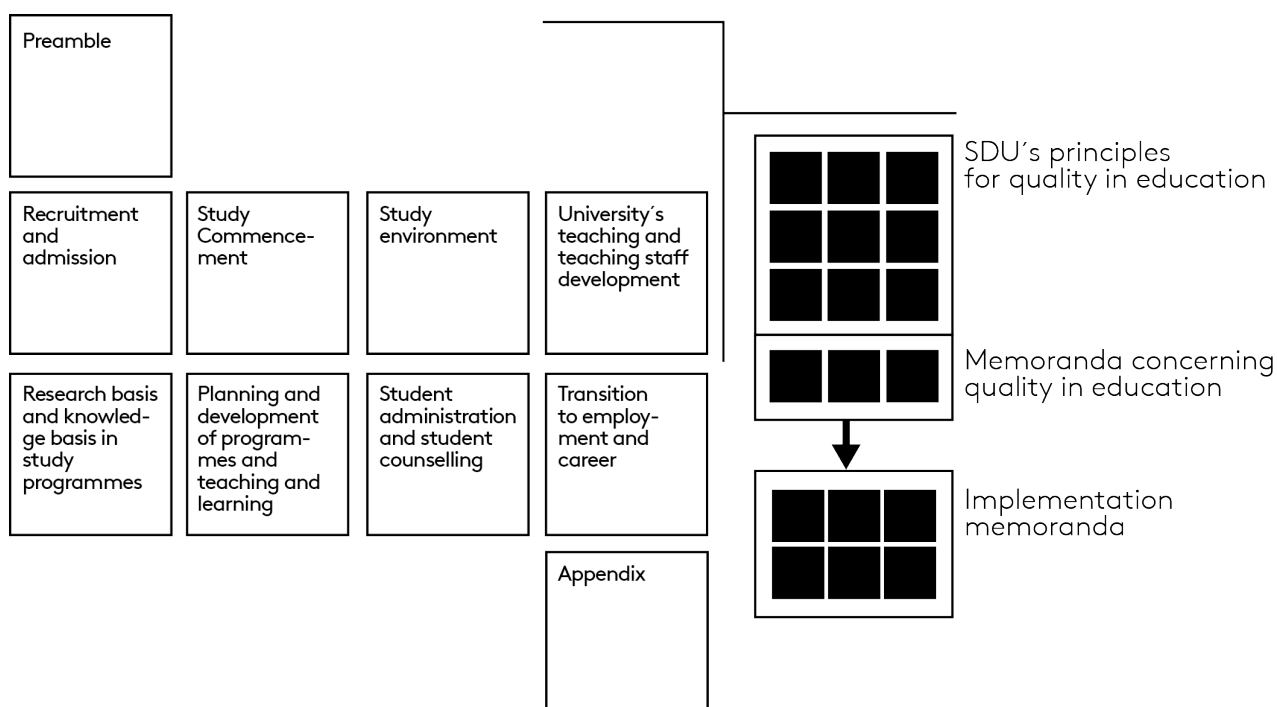 Preamble
Recruitment
and
admission
Study
Commence-
ment
Study
environment
University´s
teaching and
teaching staff
development
Research basis
and knowled-
ge basis in
study
programmes
Planning and
development
of program-
mes and
teaching and
learning
Student
administration
and student
counselling
Transition
to employ-
ment and
career
Appendix
SDU´s principles
for quality in education
Memoranda concerning
quality in education
Implementation
memoranda